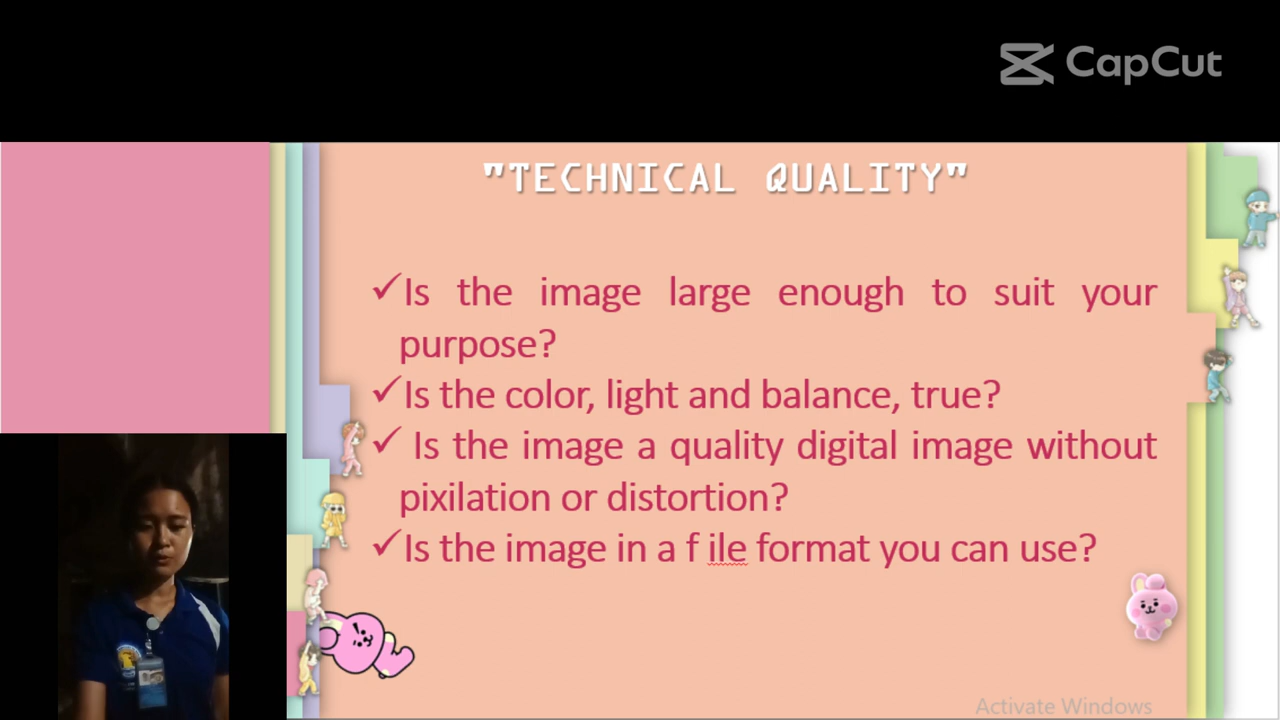 CapCut
"TECHNICAL QUALITY"
✓Is the image large enough to suit your
purpose?
✓Is the color, light and balance, true?
✓ Is the image a quality digital image without
pixilation or distortion?
✓Is the image in a f ile format you can use?
Activate Windows